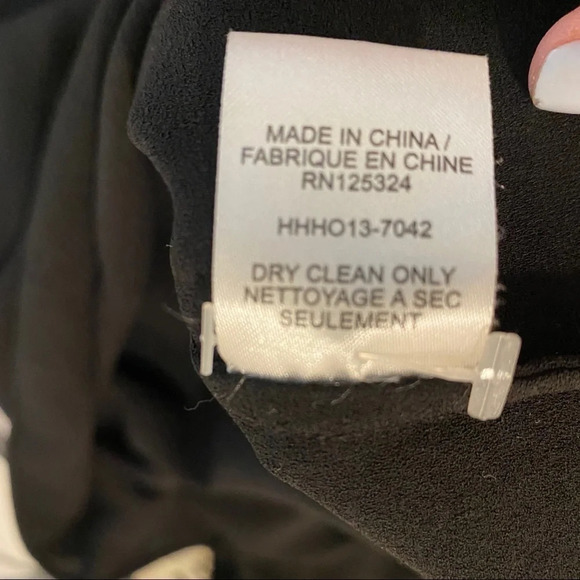 MADE IN CHINA /
FABRIQUE EN CHINE
RN125324
HHHO13-7042
DRY CLEAN ONLY
NETTOYAGE A SEC
SEULEMENT